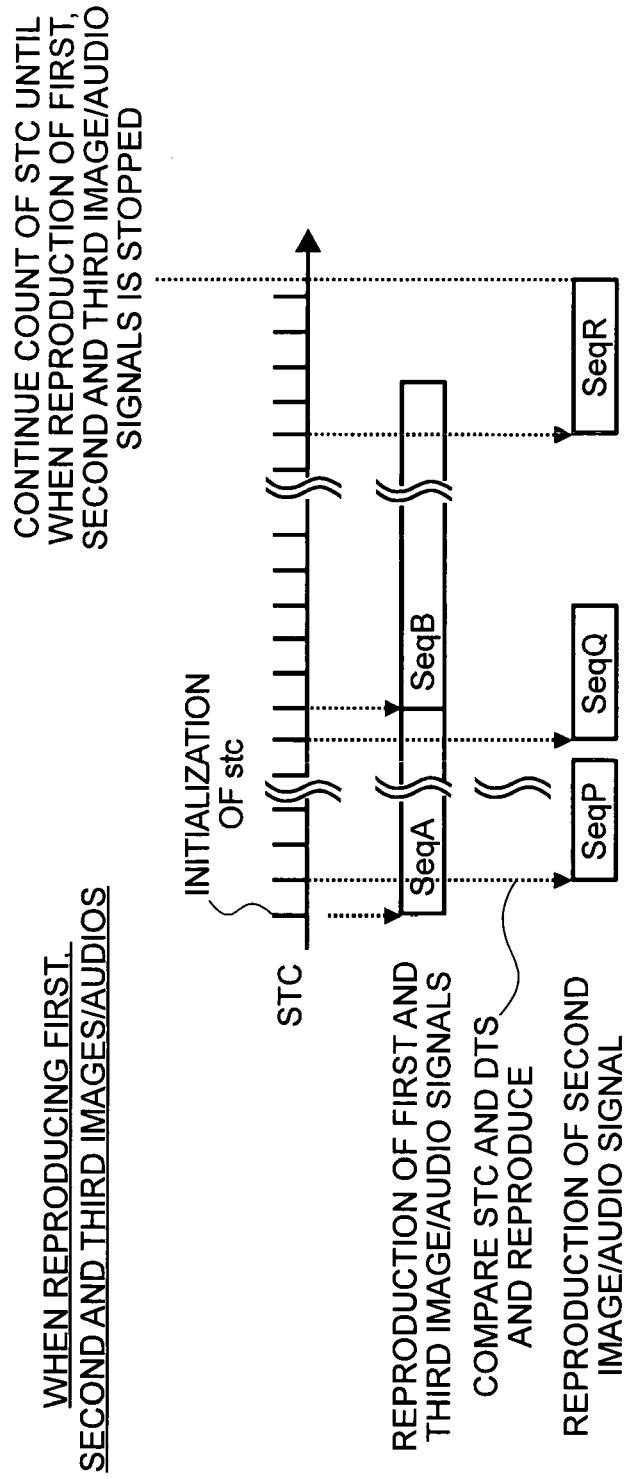 WHEN REPRODUCING FIRST,
SECOND AND THIRD IMAGES/AUDIOS
CONTINUE COUNT OF STC UNTIL
WHEN REPRODUCTION OF FIRST,
SECOND AND THIRD IMAGE/AUDIO
SIGNALS IS STOPPED
INITIALIZATION
OF stc
STC
REPRODUCTION OF FIRST AND
THIRD IMAGE/AUDIO SIGNALS
SeqA
SeqB
COMPARE STC AND DTS
AND REPRODUCE
REPRODUCTION OF SECOND
IMAGE/AUDIO SIGNAL
SeqP
SeqQ
SeqR